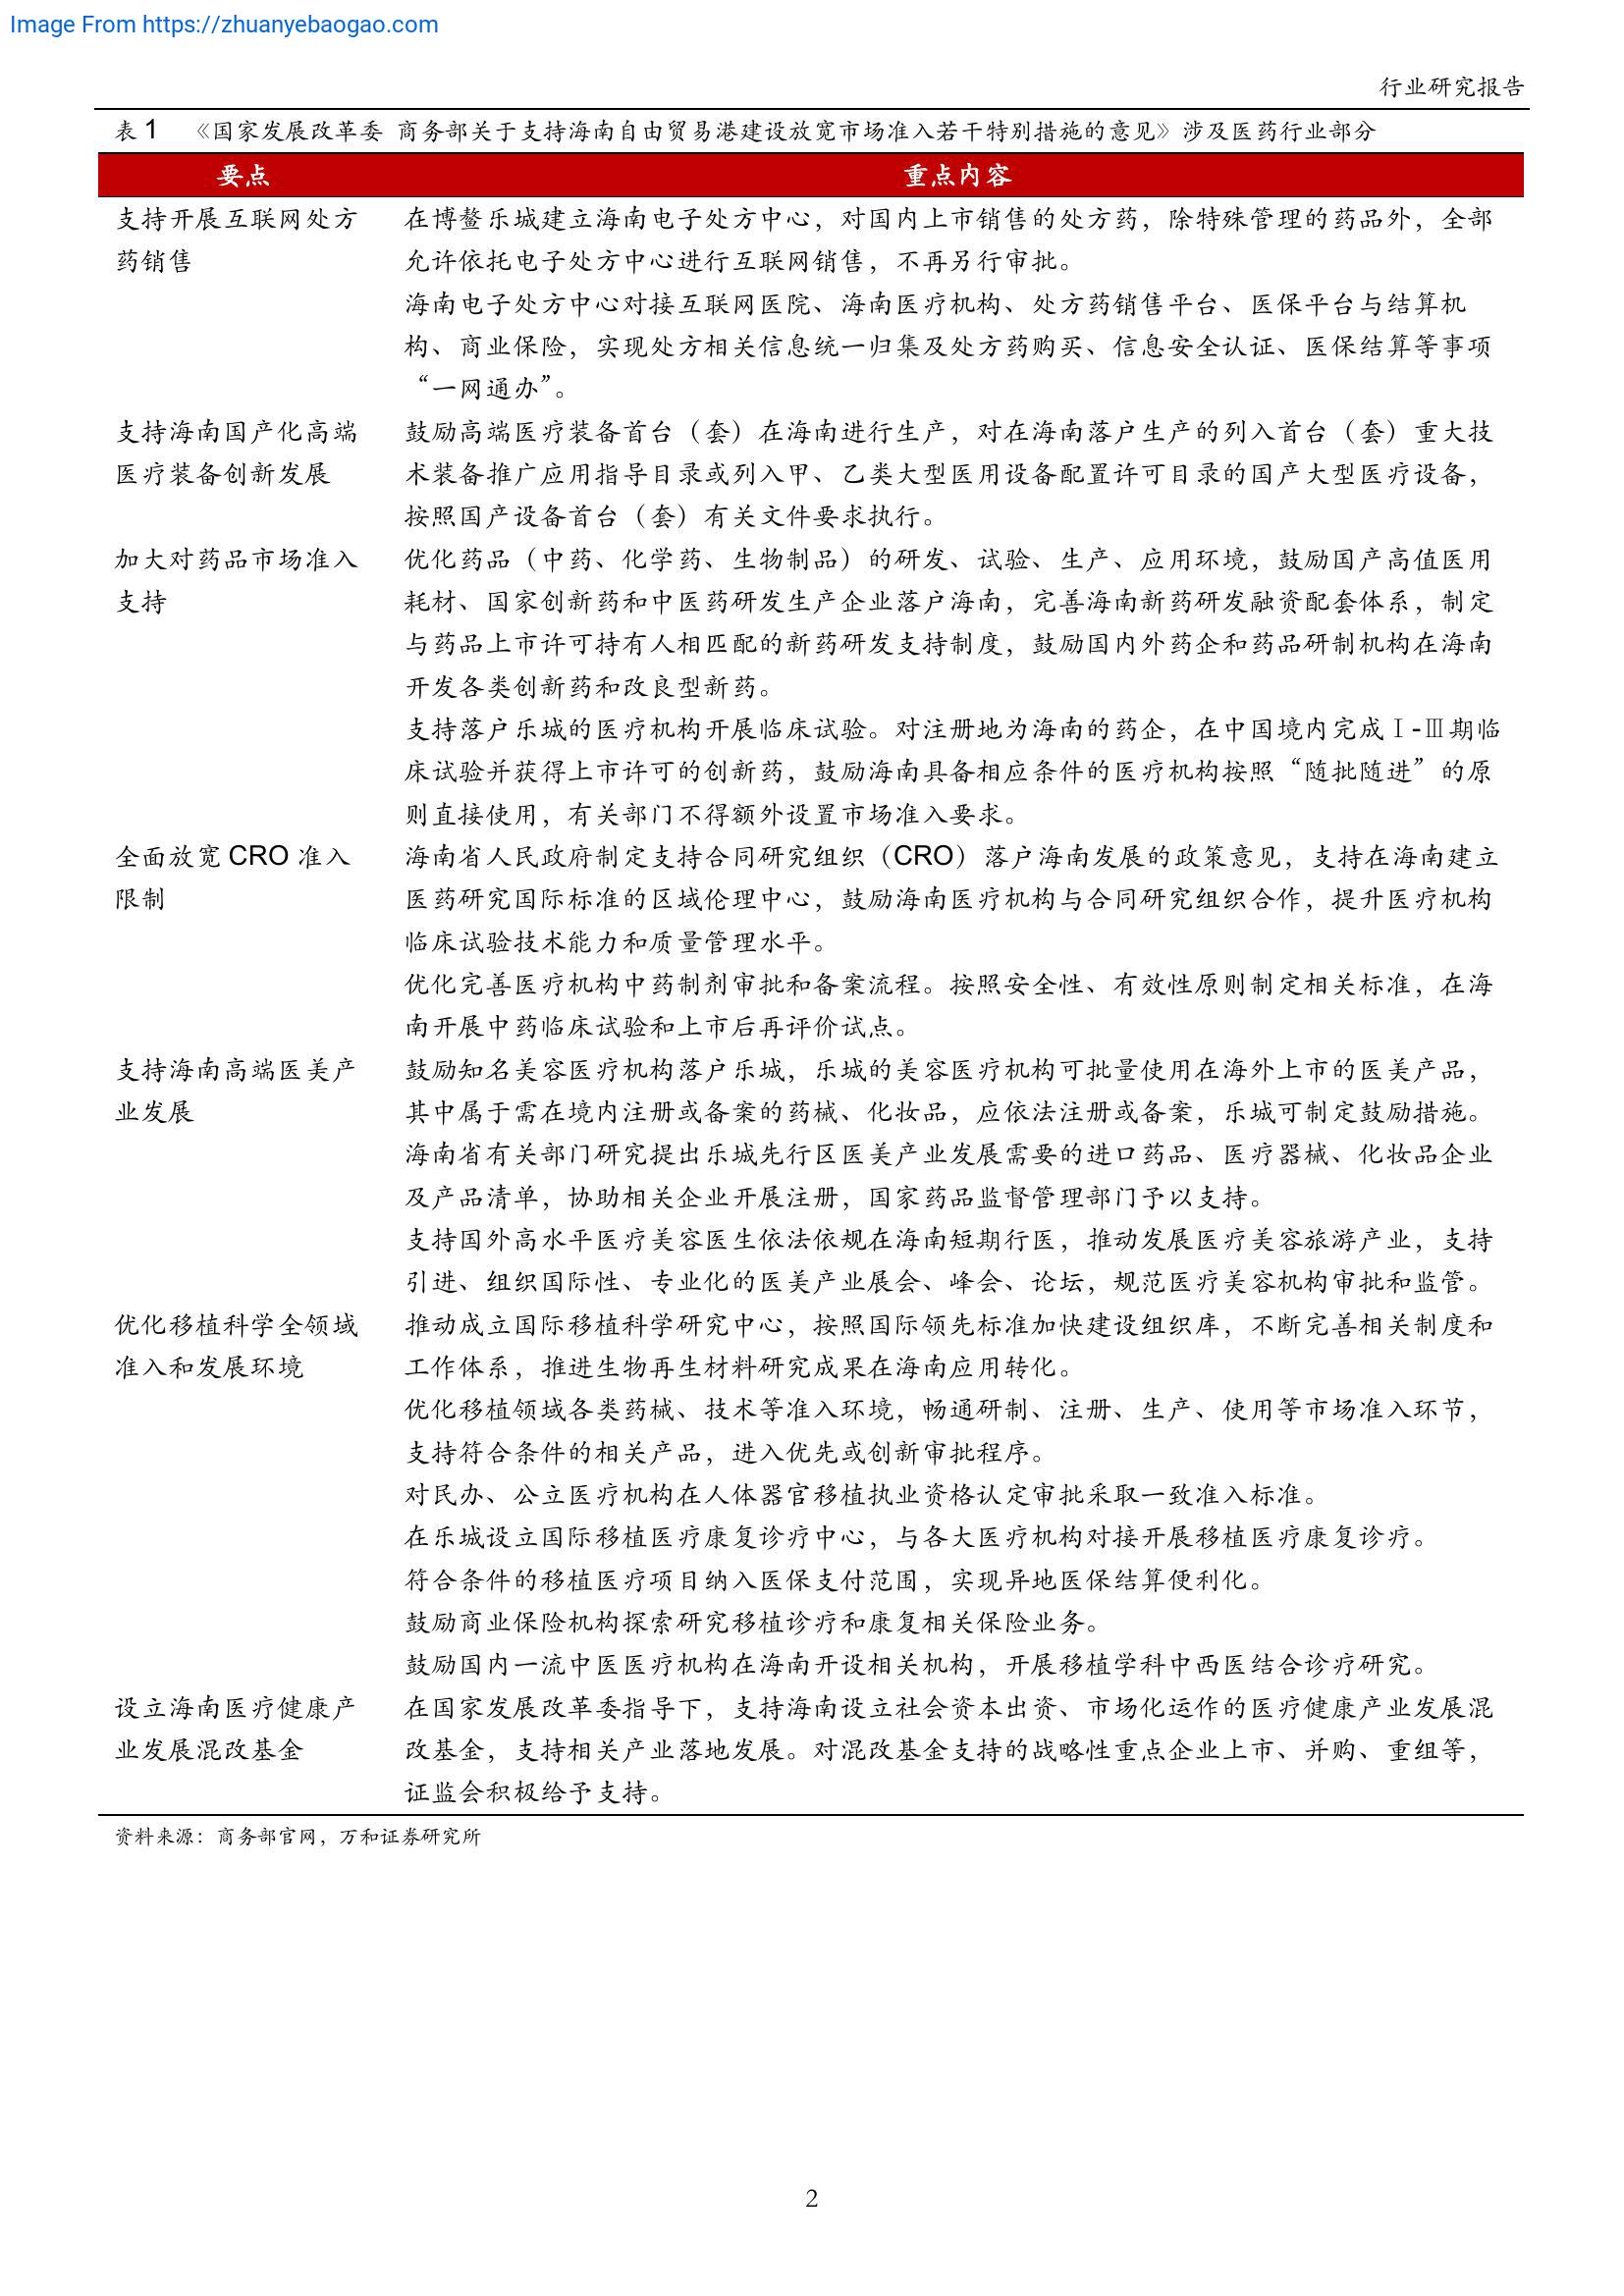 Image From https://zhuanyebaogao.com
行业研究报告
表 1 《国家发展改革委 商务部关于支持海南自由贸易港建设放宽市场准入若干特别措施的意见》涉及医药行业部分
要点 重点内容
支持开展互联网处方 在博鳌乐城建立海南电子处方中心，对国内上市销售的处方药，除特殊管理的药品外，全部
药销售 允许依托电子处方中心进行互联网销售，不再另行审批。
海南电子处方中心对接互联网医院、海南医疗机构、处方药销售平台、医保平台与结算机
构、商业保险，实现处方相关信息统一归集及处方药购买、信息安全认证、医保结算等事项
“一网通办”。
支持海南国产化高端 鼓励高端医疗装备首台（套）在海南进行生产，对在海南落户生产的列入首台（套）重大技
医疗装备创新发展 术装备推广应用指导目录或列入甲、乙类大型医用设备配置许可目录的国产大型医疗设备，
按照国产设备首台（套）有关文件要求执行。
加大对药品市场准入 优化药品（中药、化学药、生物制品）的研发、试验、生产、应用环境，鼓励国产高值医用
支持 耗材、国家创新药和中医药研发生产企业落户海南，完善海南新药研发融资配套体系，制定
与药品上市许可持有人相匹配的新药研发支持制度，鼓励国内外药企和药品研制机构在海南
开发各类创新药和改良型新药。
支持落户乐城的医疗机构开展临床试验。对注册地为海南的药企，在中国境内完成Ⅰ-Ⅲ期临
床试验并获得上市许可的创新药，鼓励海南具备相应条件的医疗机构按照“随批随进”的原
则直接使用，有关部门不得额外设置市场准入要求。
全面放宽 CRO 准入 海南省人民政府制定支持合同研究组织（CRO）落户海南发展的政策意见，支持在海南建立
限制 医药研究国际标准的区域伦理中心，鼓励海南医疗机构与合同研究组织合作，提升医疗机构
临床试验技术能力和质量管理水平。
优化完善医疗机构中药制剂审批和备案流程。按照安全性、有效性原则制定相关标准，在海
南开展中药临床试验和上市后再评价试点。
支持海南高端医美产 鼓励知名美容医疗机构落户乐城，乐城的美容医疗机构可批量使用在海外上市的医美产品，
业发展 其中属于需在境内注册或备案的药械、化妆品，应依法注册或备案，乐城可制定鼓励措施。
海南省有关部门研究提出乐城先行区医美产业发展需要的进口药品、医疗器械、化妆品企业
及产品清单，协助相关企业开展注册，国家药品监督管理部门予以支持。
支持国外高水平医疗美容医生依法依规在海南短期行医，推动发展医疗美容旅游产业，支持
引进、组织国际性、专业化的医美产业展会、峰会、论坛，规范医疗美容机构审批和监管。
优化移植科学全领域 推动成立国际移植科学研究中心，按照国际领先标准加快建设组织库，不断完善相关制度和
准入和发展环境 工作体系，推进生物再生材料研究成果在海南应用转化。
优化移植领域各类药械、技术等准入环境，畅通研制、注册、生产、使用等市场准入环节，
支持符合条件的相关产品，进入优先或创新审批程序。
对民办、公立医疗机构在人体器官移植执业资格认定审批采取一致准入标准。
在乐城设立国际移植医疗康复诊疗中心，与各大医疗机构对接开展移植医疗康复诊疗。
符合条件的移植医疗项目纳入医保支付范围，实现异地医保结算便利化。
鼓励商业保险机构探索研究移植诊疗和康复相关保险业务。
鼓励国内一流中医医疗机构在海南开设相关机构，开展移植学科中西医结合诊疗研究。
设立海南医疗健康产 在国家发展改革委指导下，支持海南设立社会资本出资、市场化运作的医疗健康产业发展混
业发展混改基金 改基金，支持相关产业落地发展。对混改基金支持的战略性重点企业上市、并购、重组等，
证监会积极给予支持。
资料来源：商务部官网，万和证券研究所
2